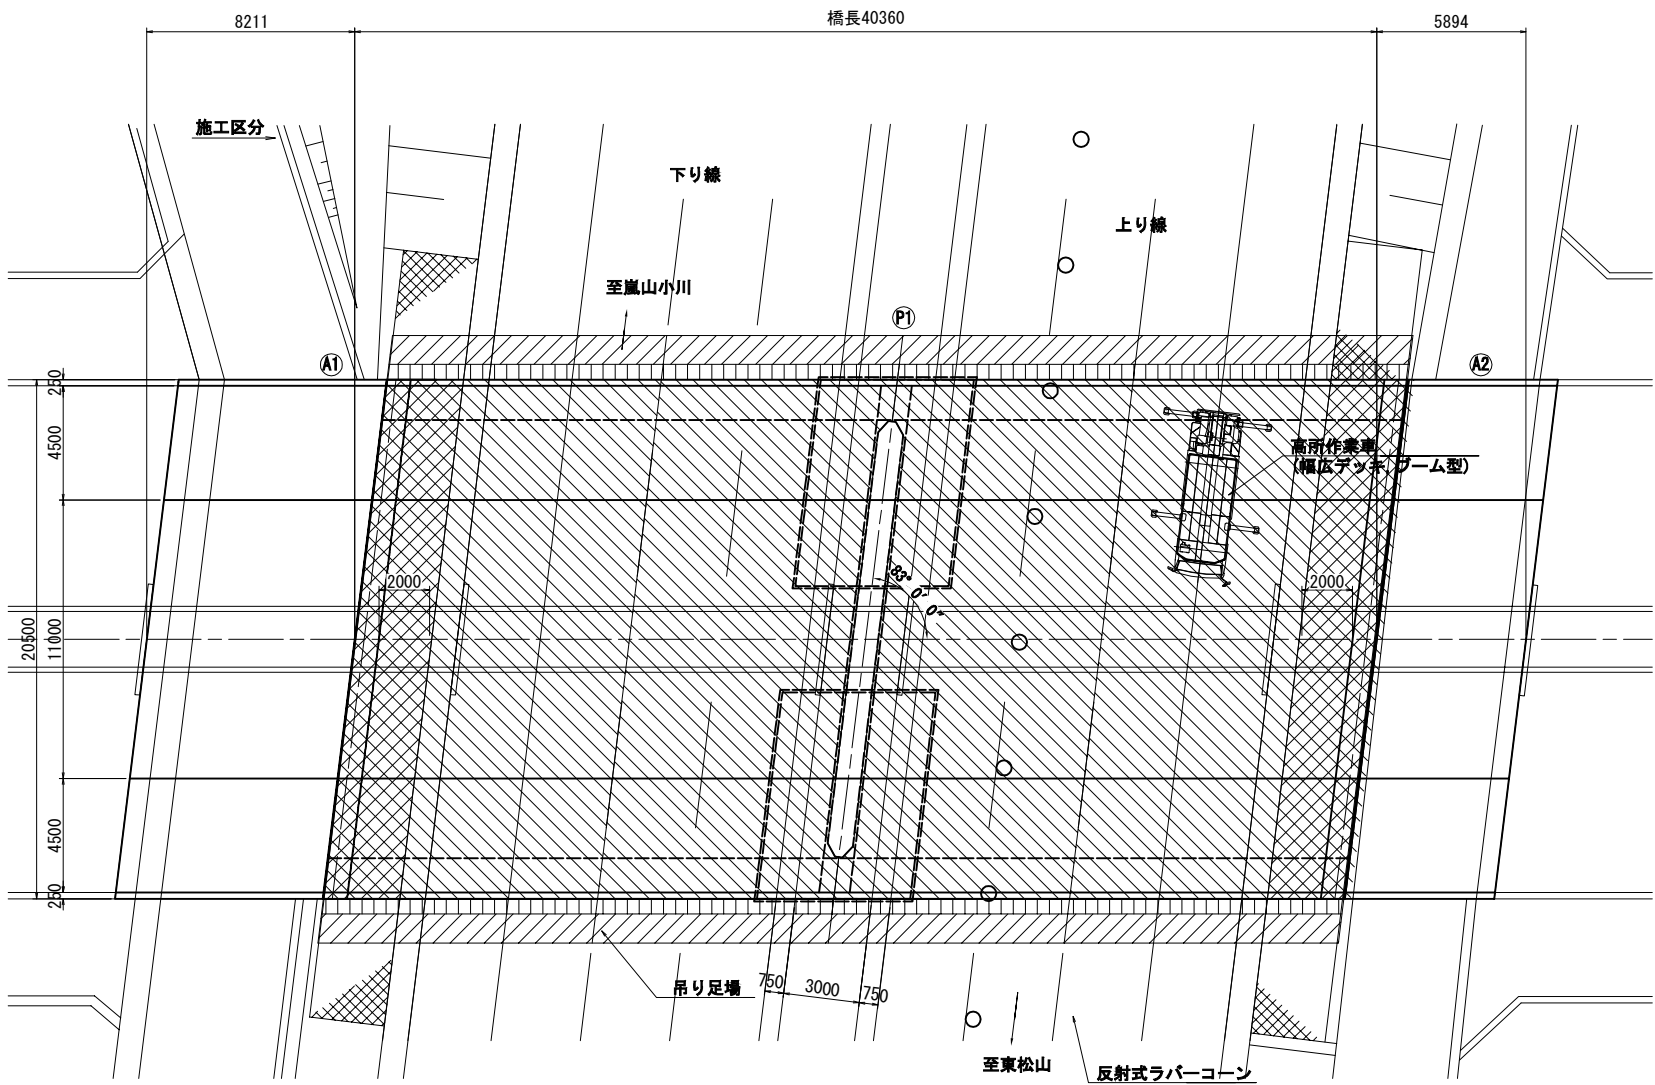 8211
橋長40360
5894
施工区分
下り線
上り線
至嵐山小川
P1
A1
A2
250
4500
高所作業車
(幅広デッキ,ブーム型)
83° 0′ 0″
2000
2000
20500
11000
4500
250
吊り足場
750
3000
750
至東松山
反射式ラバーコーン